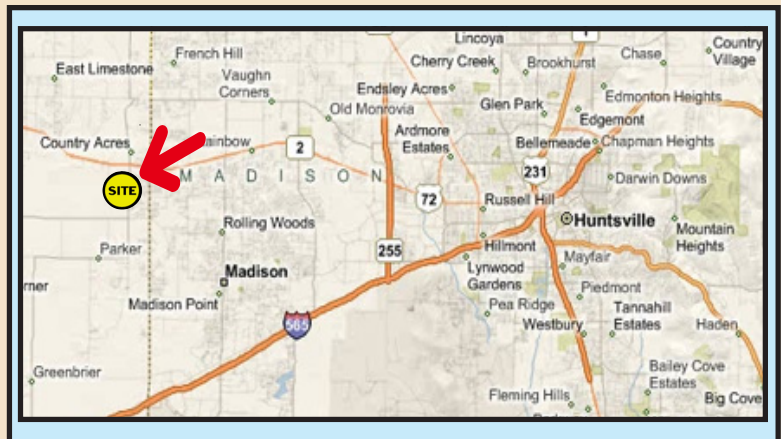 Lincoya
1
Country
Village
French Hill
Cherry Creek
Brookhurst
Chase
East Limestone
Vaughn
Corners
Endsley Acres
Edmonton Heights
Old Monrovia
Glen Park
Edgemont
Ardmore
Estates
Country Acres
ainbow
2
Bellemeade
Chapman Heights
231
MADISON
Darwin Downs
SITE
72
Russell Hill
Rolling Woods
Huntsville
Mountain
Heights
Parker
255
Hillmont
Mayfair
Madison
Lynwood
Gardens
rner
Piedmont
Madison Point
Pea Ridge
Tannahill
Estates
565
Westbury
Haden
Greenbrier
Bailey Cove
Estates
Fleming Hills
Big Cove